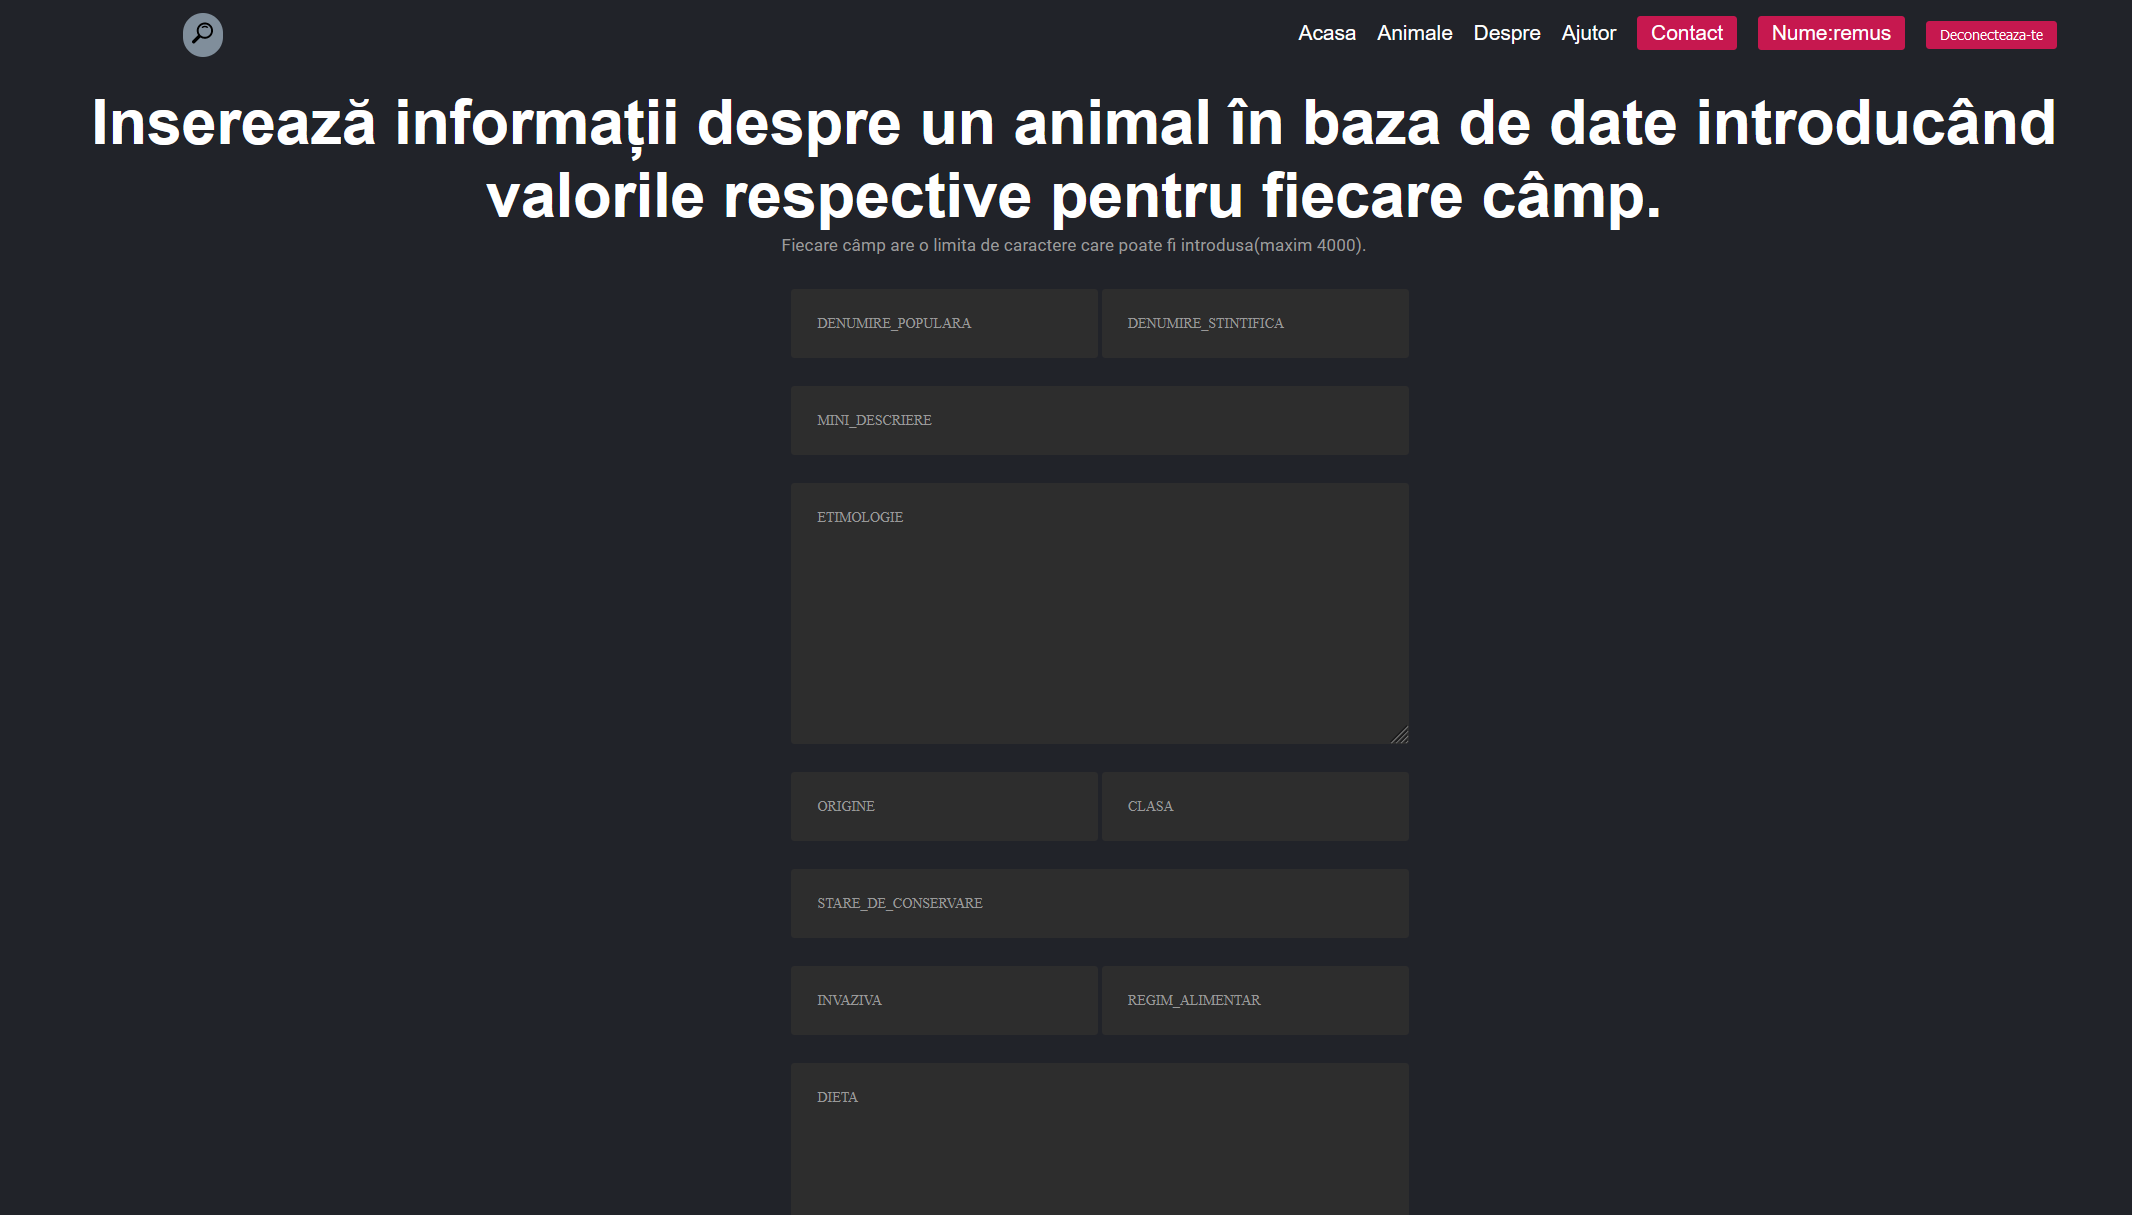 Acasa Animale Despre Ajutor Contact Nume:remus Deconecteaza-te
Inserează informații despre un animal în baza de date introducând
valorile respective pentru fiecare câmp.
Fiecare câmp are o limita de caractere care poate fi introdusa(maxim 4000).
DENUMIRE_POPULARA DENUMIRE_STINTIFICA
MINI_DESCRIERE
ETIMOLOGIE
ORIGINE CLASA
STARE_DE_CONSERVARE
INVAZIVA REGIM_ALIMENTAR
DIETA